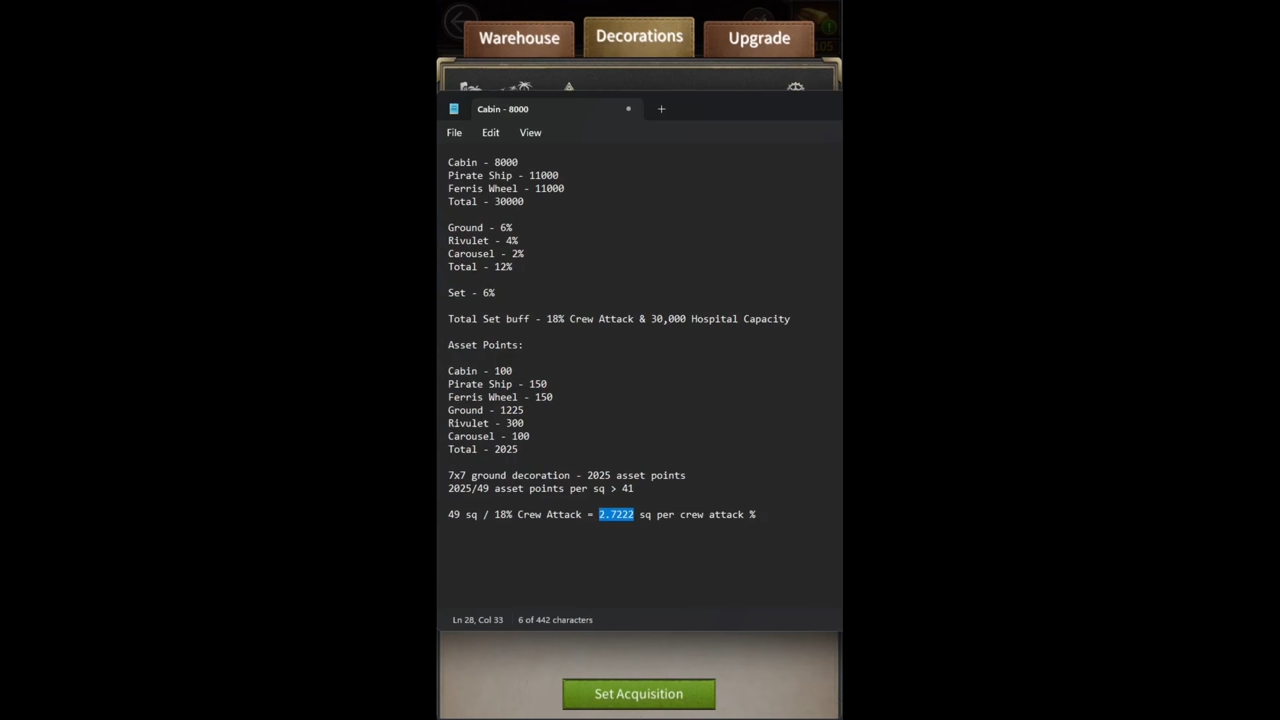 Warehouse
Decorations
Upgrade
105
Cabin - 8000
File Edit View
Cabin - 8000
Pirate Ship - 11000
Ferris Wheel - 11000
Total - 30000
Ground - 6%
Rivulet - 4%
Carousel - 2%
Total - 12%
Set - 6%
Total Set buff - 18% Crew Attack & 30,000 Hospital Capacity
Asset Points:
Cabin - 100
Pirate Ship - 150
Ferris Wheel - 150
Ground - 1225
Rivulet - 300
Carousel - 100
Total - 2025
7x7 ground decoration - 2025 asset points
2025/49 asset points per sq > 41
49 sq / 18% Crew Attack = 2.7222 sq per crew attack %
Ln 28, Col 33 6 of 442 characters
Set Acquisition